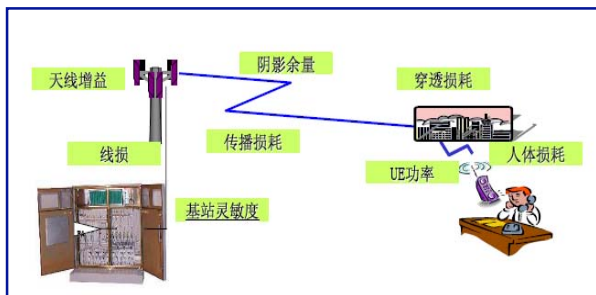 阴影余量
天线增益
穿透损耗
传播损耗
线损
人体损耗
UE功率
基站灵敏度